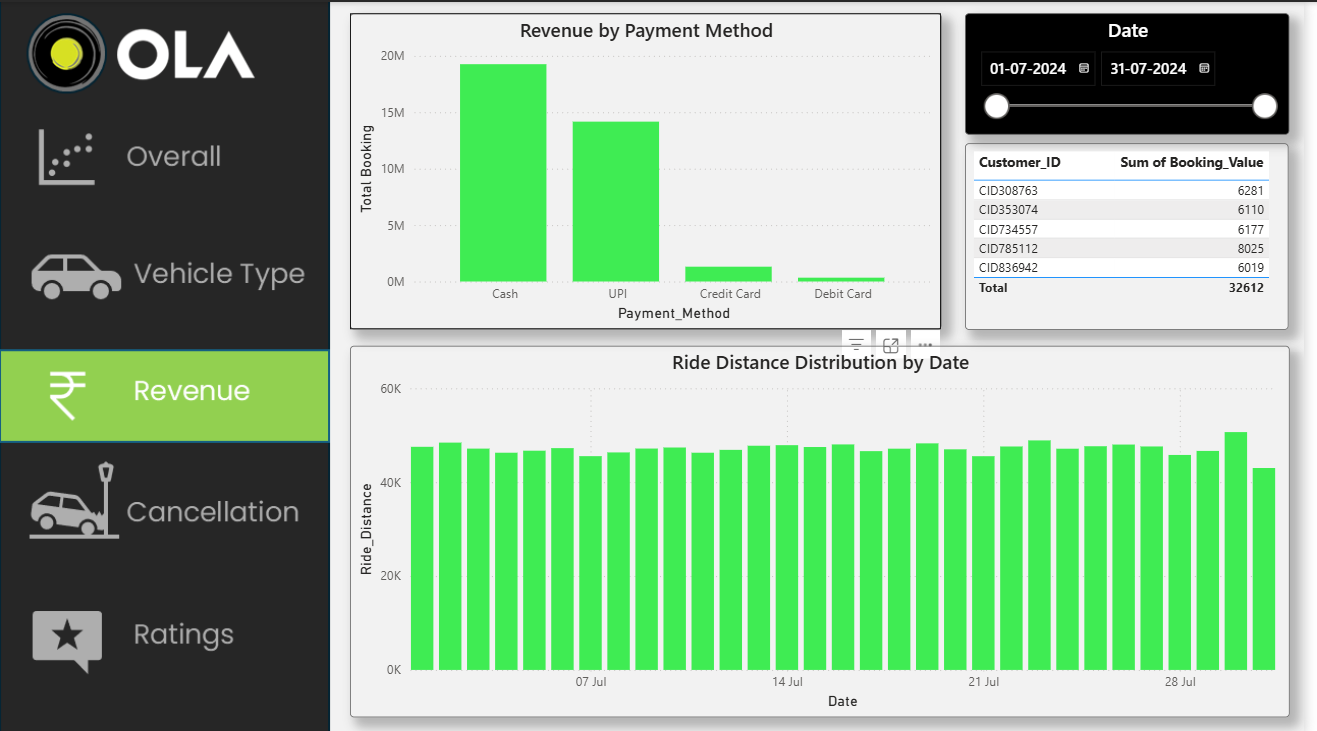 OLA
Overall
Vehicle Type
Revenue
Cancellation
Ratings
Revenue by Payment Method
Total Booking
20M
15M
10M
5M
0M
Cash UPI Credit Card Debit Card
Payment_Method
Date
01-07-2024 31-07-2024
Customer_ID Sum of Booking_Value
CID308763 6281
CID353074 6110
CID734557 6177
CID785112 8025
CID836942 6019
Total 32612
Ride Distance Distribution by Date
Ride_Distance
60K
40K
20K
0K
07 Jul 14 Jul 21 Jul 28 Jul
Date